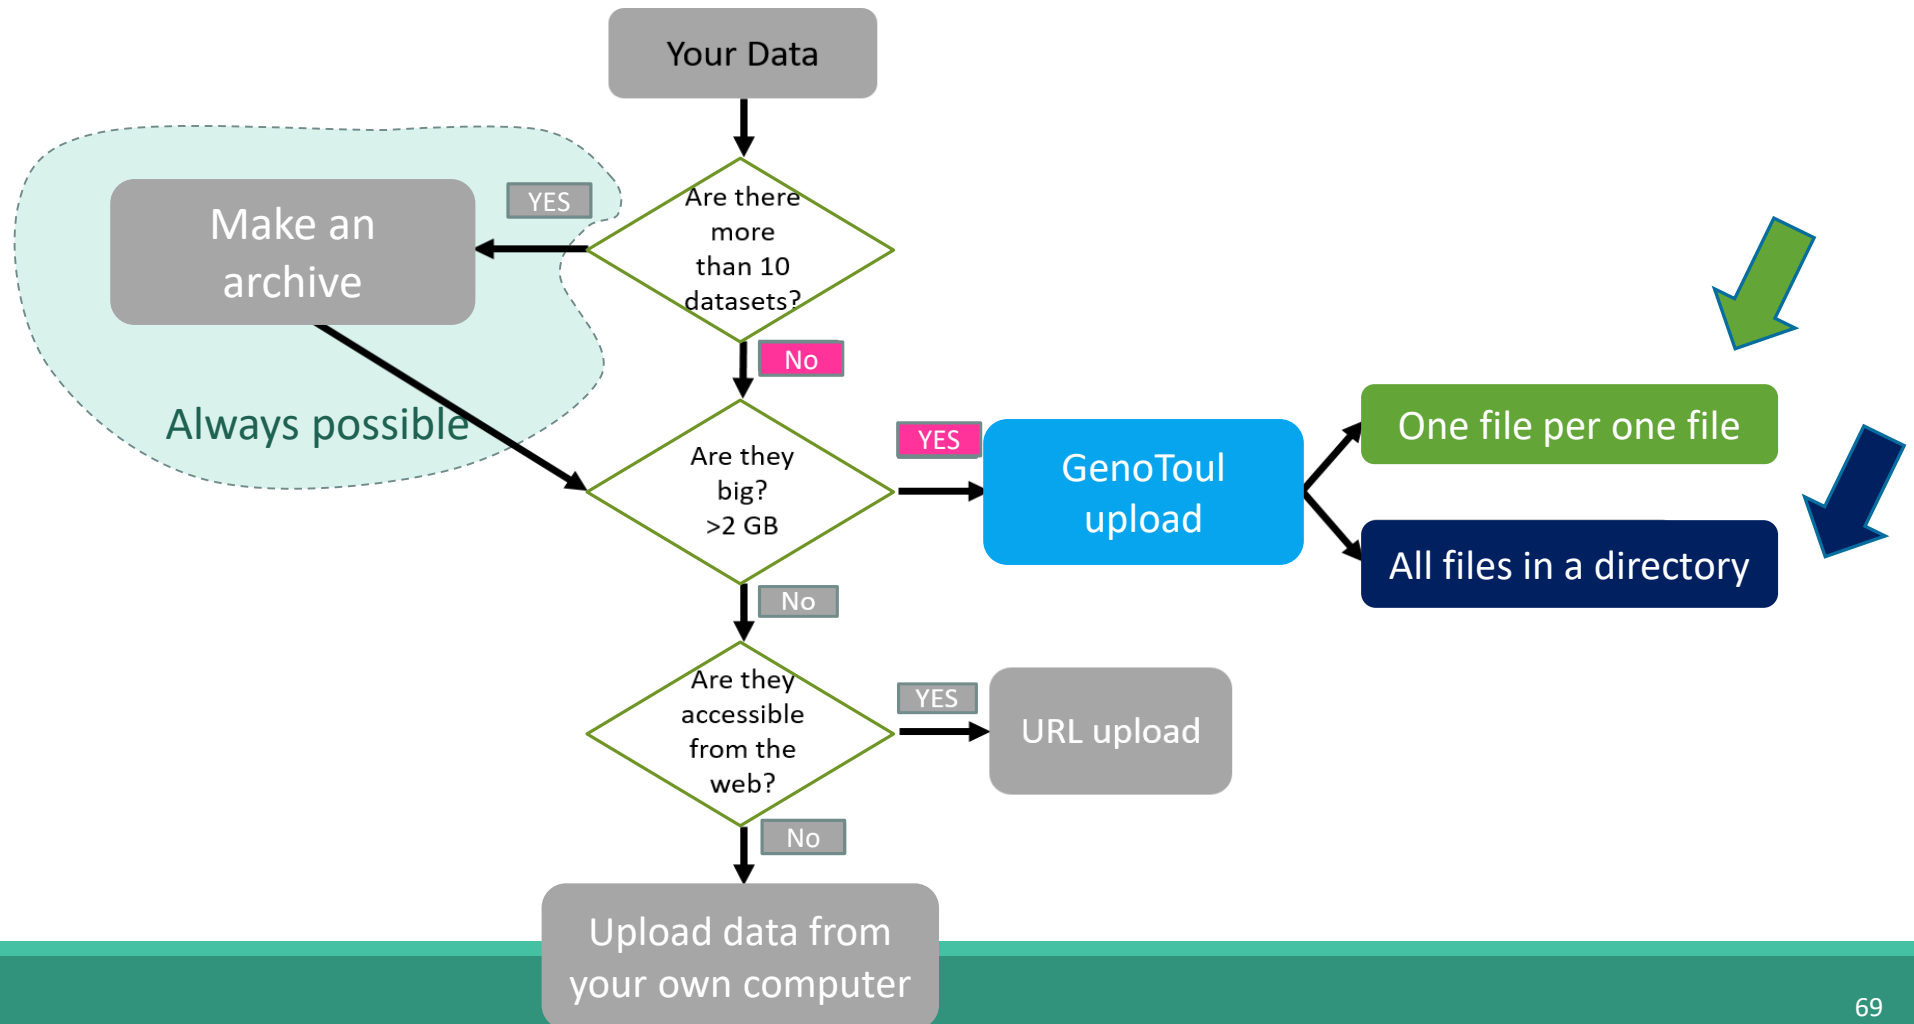 Your Data
YES
Are there
more
than 10
datasets?
Make an
archive
No
Always possible
Are they
big?
>2 GB
YES
GenoToul
upload
One file per one file
All files in a directory
No
Are they
accessible
from the
web?
YES
URL upload
No
Upload data from
your own computer
69